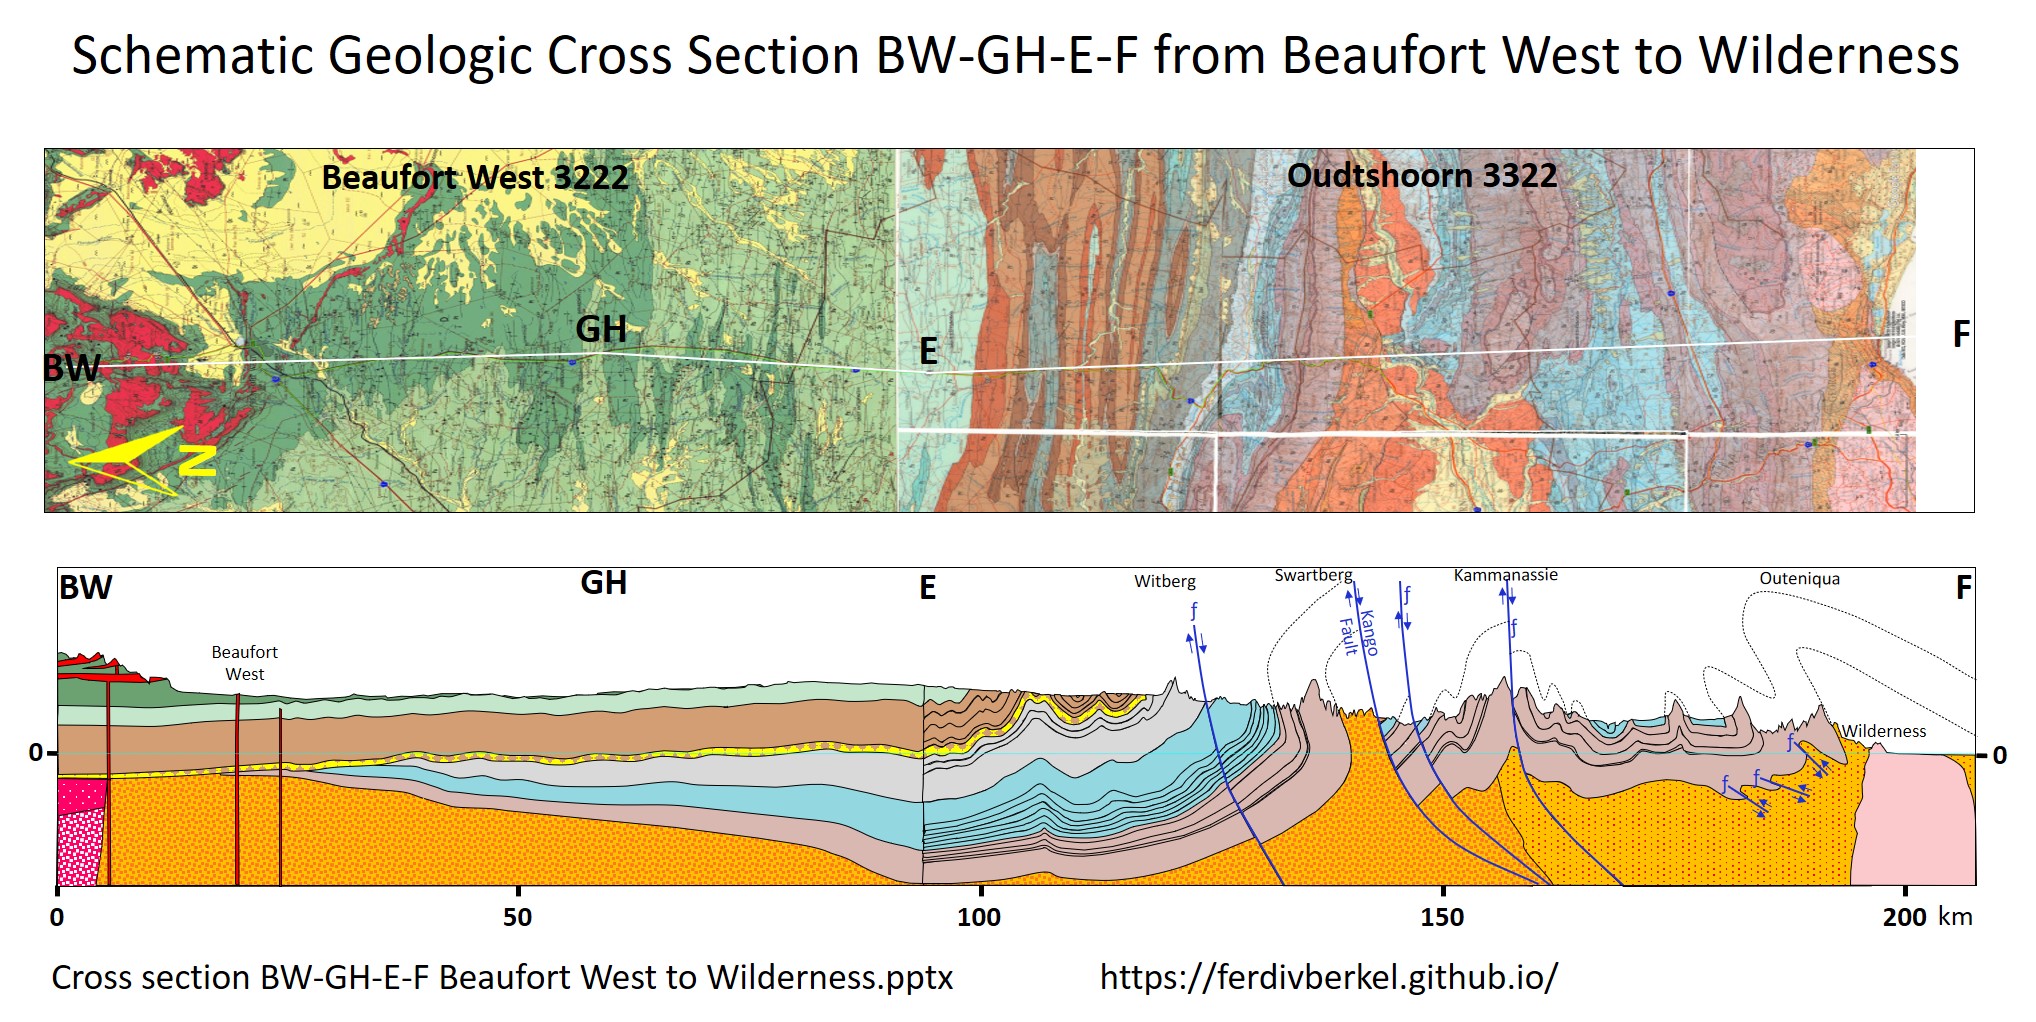 Schematic Geologic Cross Section BW-GH-E-F from Beaufort West to Wilderness
Beaufort West 3222
Oudtshoorn 3322
GH
BW
E
F
N
BW
GH
E
F
Witberg
Swartberg
Kammanassie
Outeniqua
Beaufort
West
Kango
Fault
ƒ
ƒ
ƒ
ƒ
ƒ
ƒ
Wilderness
0
0
0
50
100
150
200 km
Cross section BW-GH-E-F Beaufort West to Wilderness.pptx
https://ferdivberkel.github.io/